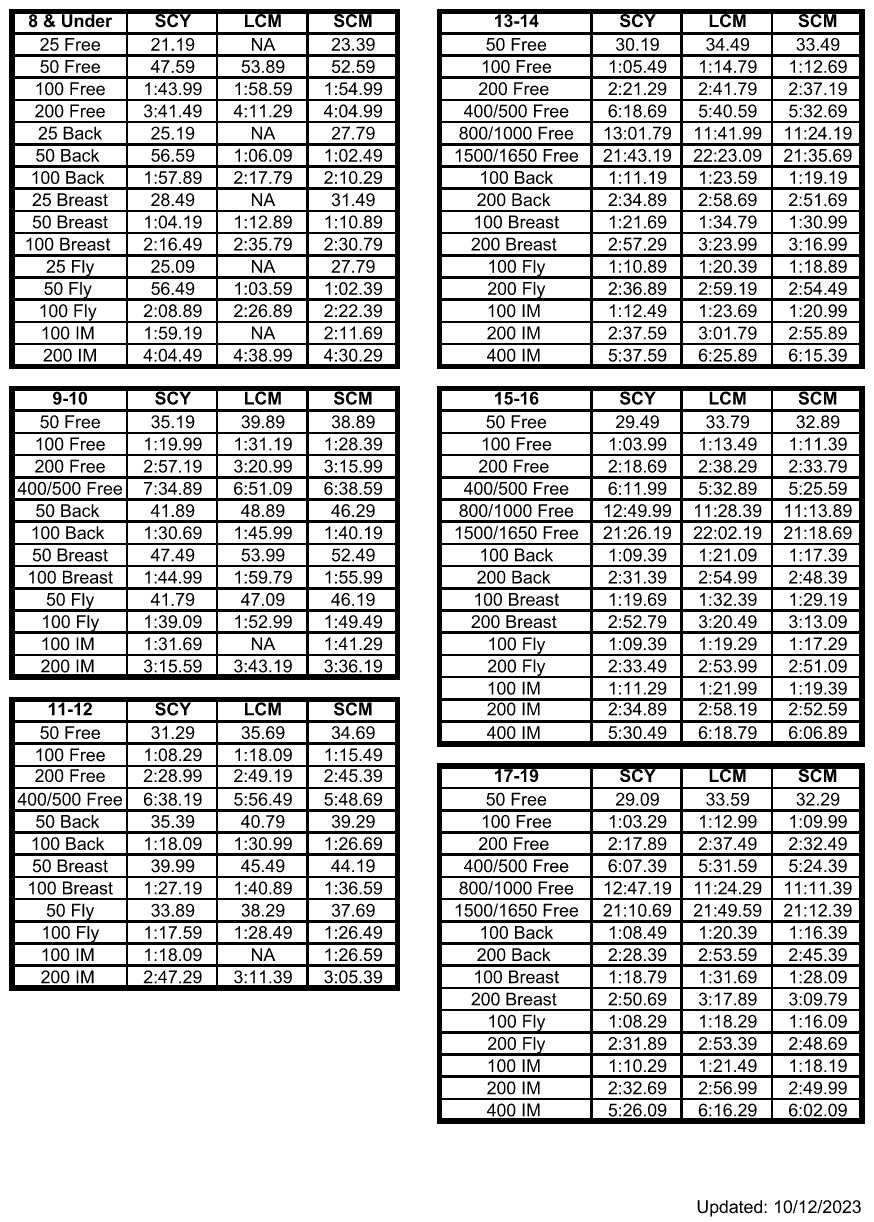 8 & Under SCY LCM SCM
25 Free 21.19 NA 23.39
50 Free 47.59 53.89 52.59
100 Free 1:43.99 1:58.59 1:54.99
200 Free 3:41.49 4:11.29 4:04.99
25 Back 25.19 NA 27.79
50 Back 56.59 1:06.09 1:02.49
100 Back 1:57.89 2:17.79 2:10.29
25 Breast 28.49 NA 31.49
50 Breast 1:04.19 1:12.89 1:10.89
100 Breast 2:16.49 2:35.79 2:30.79
25 Fly 25.09 NA 27.79
50 Fly 56.49 1:03.59 1:02.39
100 Fly 2:08.89 2:26.89 2:22.39
100 IM 1:59.19 NA 2:11.69
200 IM 4:04.49 4:38.99 4:30.29
9-10 SCY LCM SCM
50 Free 35.19 39.89 38.89
100 Free 1:19.99 1:31.19 1:28.39
200 Free 2:57.19 3:20.99 3:15.99
400/500 Free 7:34.89 6:51.09 6:38.59
50 Back 41.89 48.89 46.29
100 Back 1:30.69 1:45.99 1:40.19
50 Breast 47.49 53.99 52.49
100 Breast 1:44.99 1:59.79 1:55.99
50 Fly 41.79 47.09 46.19
100 Fly 1:39.09 1:52.99 1:49.49
100 IM 1:31.69 NA 1:41.29
200 IM 3:15.59 3:43.19 3:36.19
11-12 SCY LCM SCM
50 Free 31.29 35.69 34.69
100 Free 1:08.29 1:18.09 1:15.49
200 Free 2:28.99 2:49.19 2:45.39
400/500 Free 6:38.19 5:56.49 5:48.69
50 Back 35.39 40.79 39.29
100 Back 1:18.09 1:30.99 1:26.69
50 Breast 39.99 45.49 44.19
100 Breast 1:27.19 1:40.89 1:36.59
50 Fly 33.89 38.29 37.69
100 Fly 1:17.59 1:28.49 1:26.49
100 IM 1:18.09 NA 1:26.59
200 IM 2:47.29 3:11.39 3:05.39
13-14 SCY LCM SCM
50 Free 30.19 34.49 33.49
100 Free 1:05.49 1:14.79 1:12.69
200 Free 2:21.29 2:41.79 2:37.19
400/500 Free 6:18.69 5:40.59 5:32.69
800/1000 Free 13:01.79 11:41.99 11:24.19
1500/1650 Free 21:43.19 22:23.09 21:35.69
100 Back 1:11.19 1:23.59 1:19.19
200 Back 2:34.89 2:58.69 2:51.69
100 Breast 1:21.69 1:34.79 1:30.99
200 Breast 2:57.29 3:23.99 3:16.99
100 Fly 1:10.89 1:20.39 1:18.89
200 Fly 2:36.89 2:59.19 2:54.49
100 IM 1:12.49 1:23.69 1:20.99
200 IM 2:37.59 3:01.79 2:55.89
400 IM 5:37.59 6:25.89 6:15.39
15-16 SCY LCM SCM
50 Free 29.49 33.79 32.89
100 Free 1:03.99 1:13.49 1:11.39
200 Free 2:18.69 2:38.29 2:33.79
400/500 Free 6:11.99 5:32.89 5:25.59
800/1000 Free 12:49.99 11:28.39 11:13.89
1500/1650 Free 21:26.19 22:02.19 21:18.69
100 Back 1:09.39 1:21.09 1:17.39
200 Back 2:31.39 2:54.99 2:48.39
100 Breast 1:19.69 1:32.39 1:29.19
200 Breast 2:52.79 3:20.49 3:13.09
100 Fly 1:09.39 1:19.29 1:17.29
200 Fly 2:33.49 2:53.99 2:51.09
100 IM 1:11.29 1:21.99 1:19.39
200 IM 2:34.89 2:58.19 2:52.59
400 IM 5:30.49 6:18.79 6:06.89
17-19 SCY LCM SCM
50 Free 29.09 33.59 32.29
100 Free 1:03.29 1:12.99 1:09.99
200 Free 2:17.89 2:37.49 2:32.49
400/500 Free 6:07.39 5:31.59 5:24.39
800/1000 Free 12:47.19 11:24.29 11:11.39
1500/1650 Free 21:10.69 21:49.59 21:12.39
100 Back 1:08.49 1:20.39 1:16.39
200 Back 2:28.39 2:53.59 2:45.39
100 Breast 1:18.79 1:31.69 1:28.09
200 Breast 2:50.69 3:17.89 3:09.79
100 Fly 1:08.29 1:18.29 1:16.09
200 Fly 2:31.89 2:53.39 2:48.69
100 IM 1:10.29 1:21.49 1:18.19
200 IM 2:32.69 2:56.99 2:49.99
400 IM 5:26.09 6:16.29 6:02.09
Updated: 10/12/2023